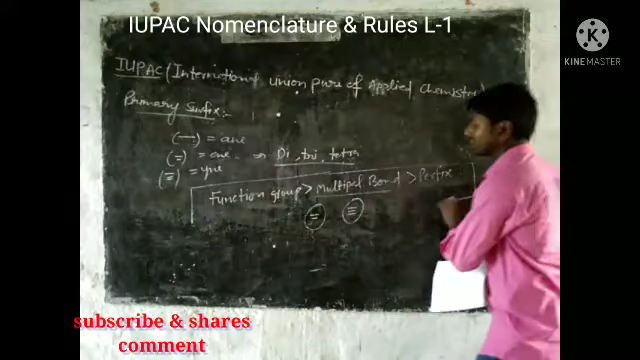 IUPAC Nomenclature & Rules L-1
KINEMASTER
IUPAC (International union pure of Applied Chemistry)
Primary Suffix:-
(—) = ane
(=) = ene ⇒ Di, tri, tetra
(≡) = yne
Function group > Multipal Bond > Prefix
(=) (≡)
subscribe & shares
comment